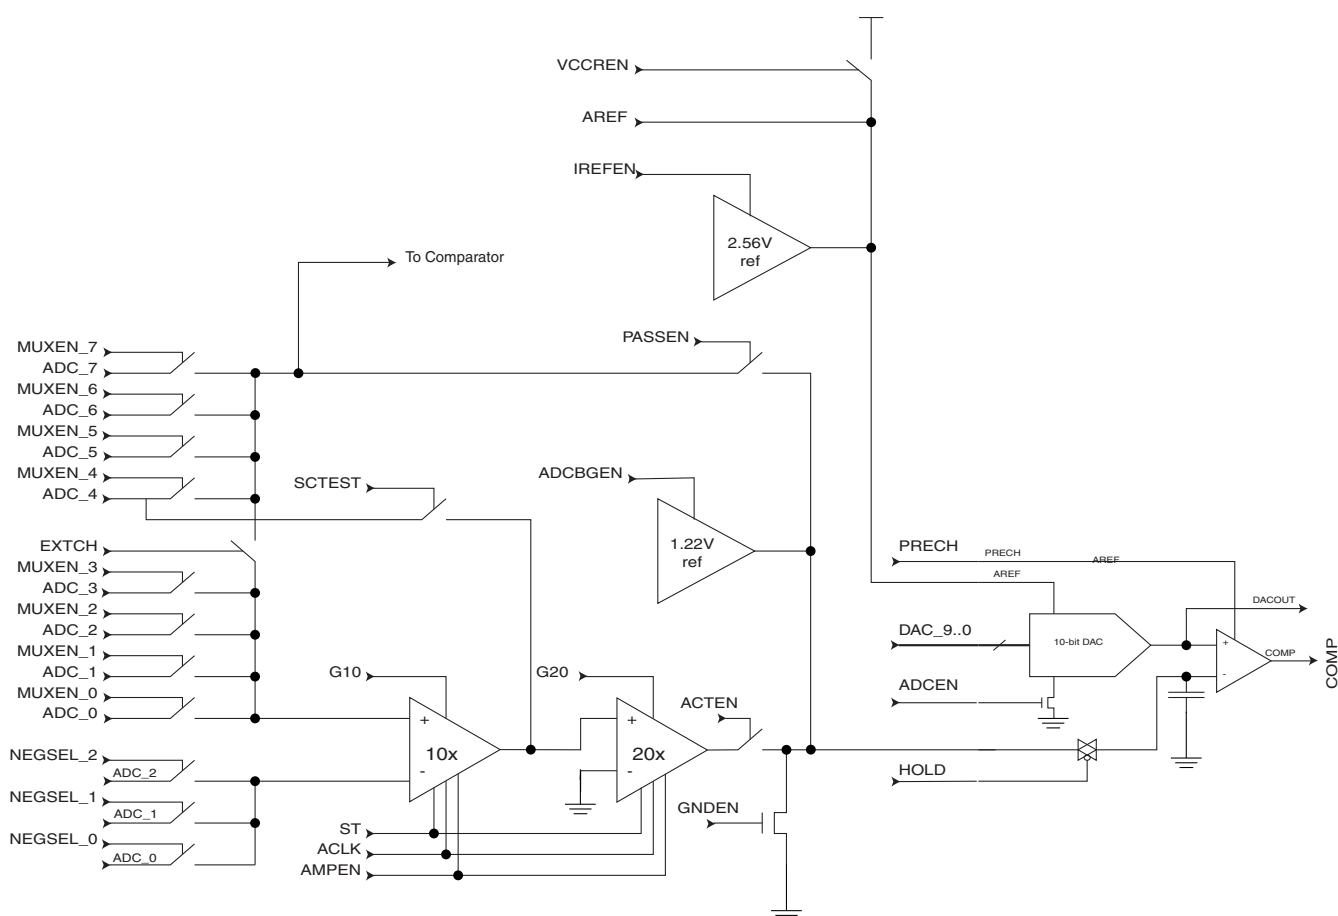 VCCREN
AREF
IREFEN
2.56V
ref
To Comparator
PASSEN
MUXEN_7
ADC_7
MUXEN_6
ADC_6
MUXEN_5
ADC_5
MUXEN_4
ADC_4
SCTEST
ADCBGEN
1.22V
ref
EXTCH
MUXEN_3
ADC_3
MUXEN_2
ADC_2
MUXEN_1
ADC_1
MUXEN_0
ADC_0
PRECH
PRECH
AREF
AREF
DACOUT
DAC_9..0
10-bit DAC
+
-
COMP
COMP
ADCEN
G10
G20
ACTEN
+
10x
-
+
20x
-
NEGSEL_2
ADC_2
NEGSEL_1
ADC_1
NEGSEL_0
ADC_0
HOLD
GNDEN
ST
ACLK
AMPEN